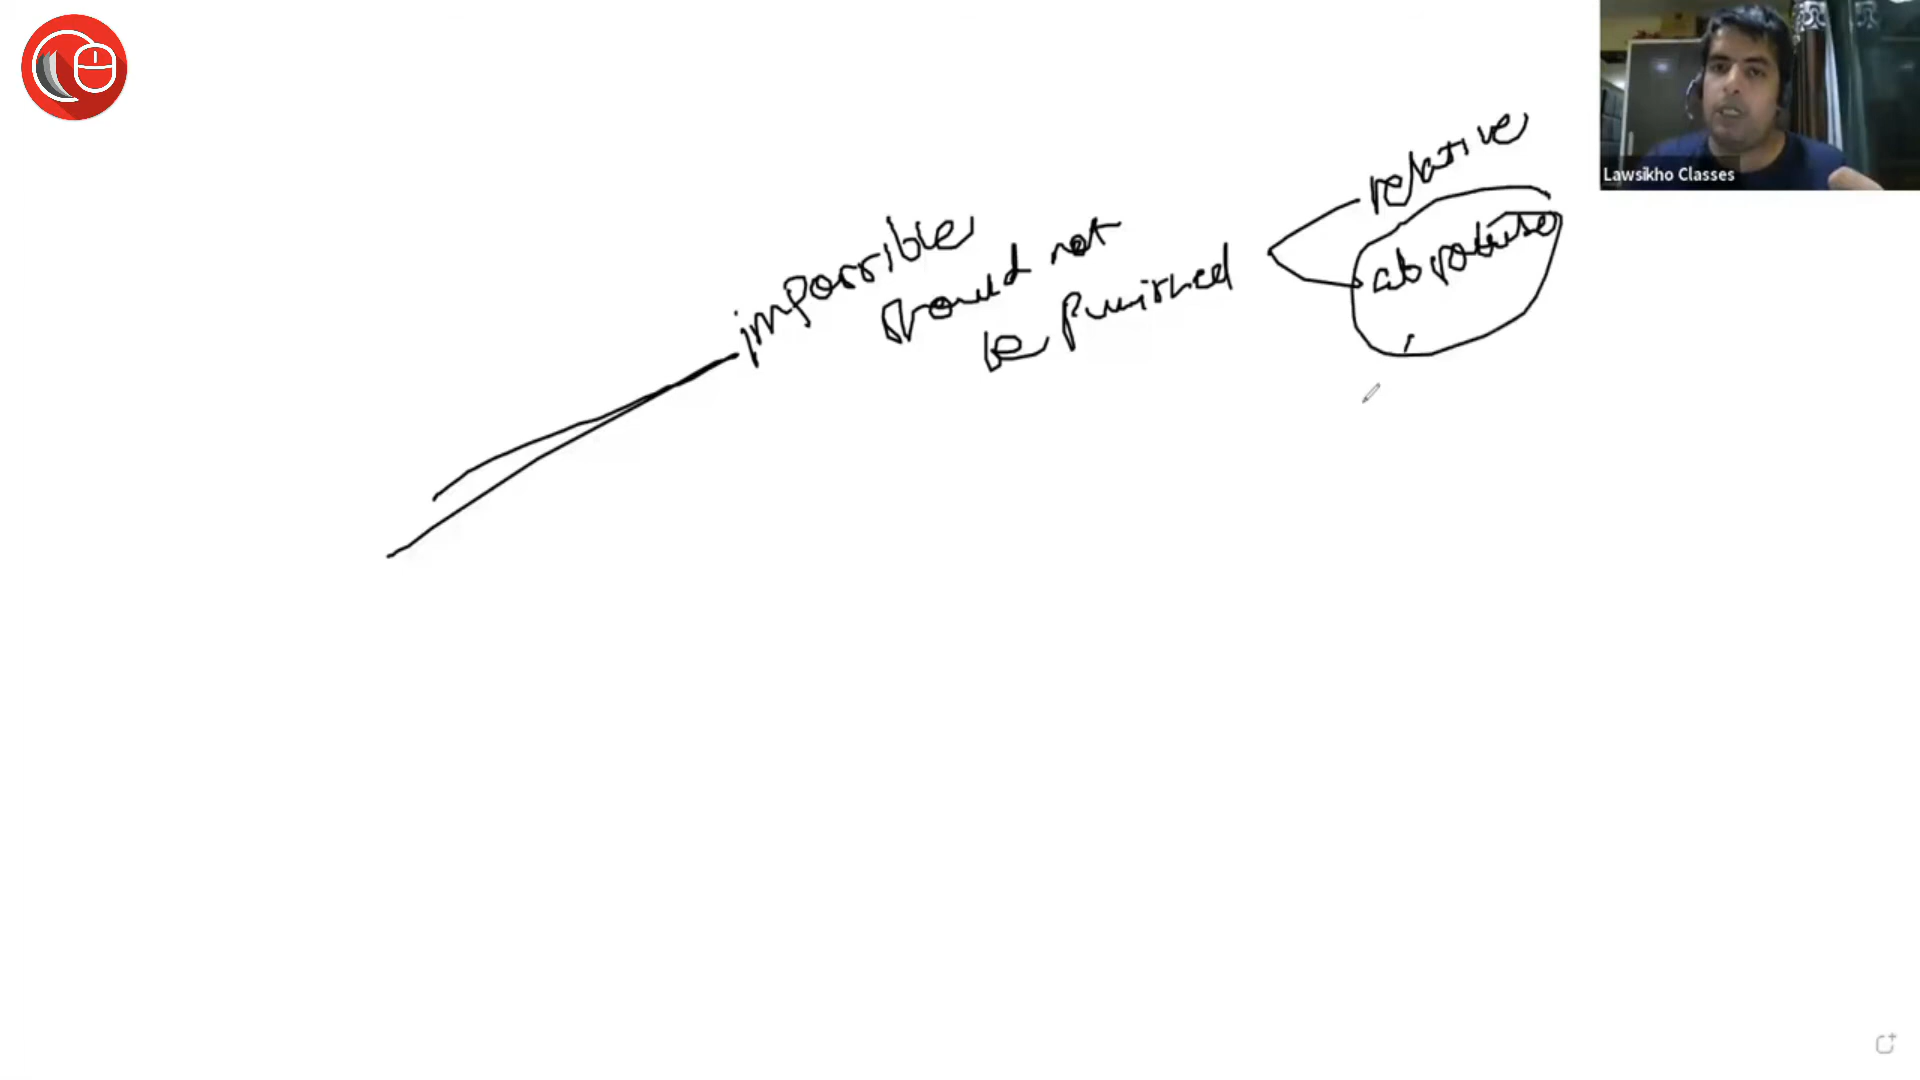 impossible
should not
be punished
relative
absolute
Lawsikho Classes